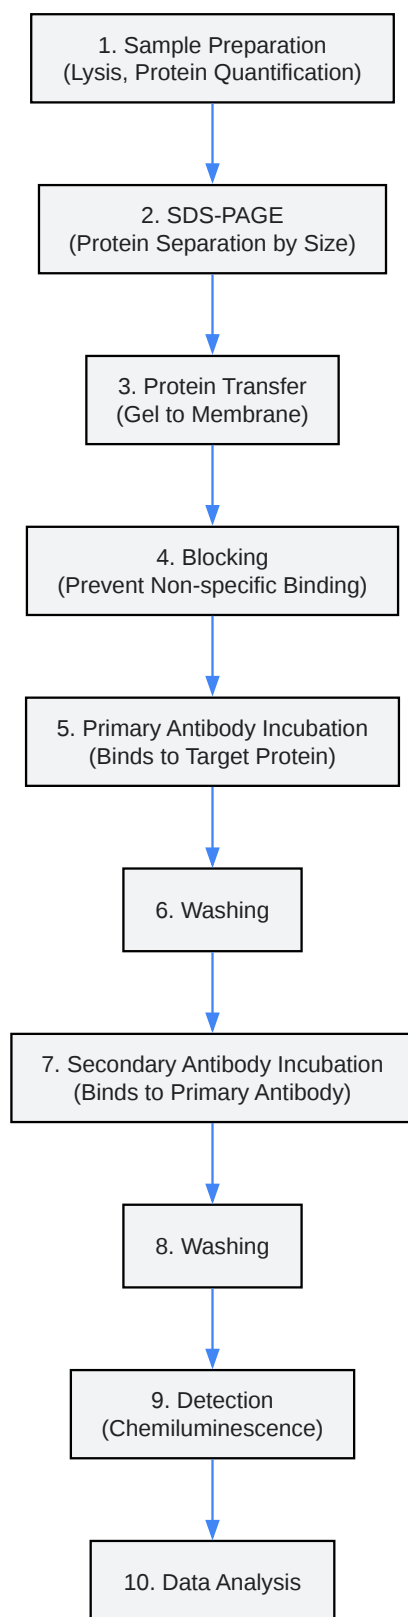 1. Sample Preparation
(Lysis, Protein Quantification)
2. SDS-PAGE
(Protein Separation by Size)
3. Protein Transfer
(Gel to Membrane)
4. Blocking
(Prevent Non-specific Binding)
5. Primary Antibody Incubation
(Binds to Target Protein)
6. Washing
7. Secondary Antibody Incubation
(Binds to Primary Antibody)
8. Washing
9. Detection
(Chemiluminescence)
10. Data Analysis